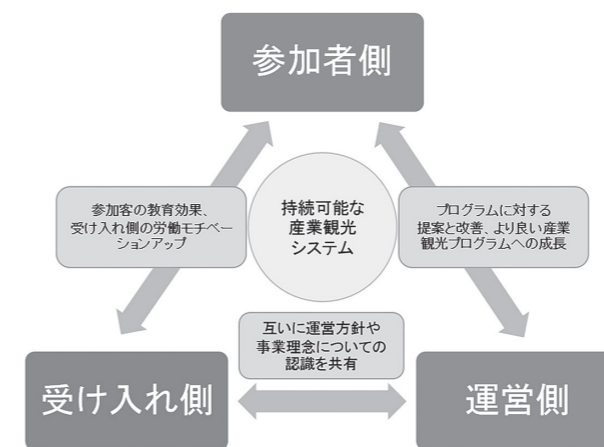 参加者側
参加客の教育効果、
受け入れ側の労働モチベー
ションアップ
持続可能な
産業観光
システム
プログラムに対する
提案と改善、より良い産業
観光プログラムへの成長
互いに運営方針や
事業理念についての
認識を共有
受け入れ側
運営側